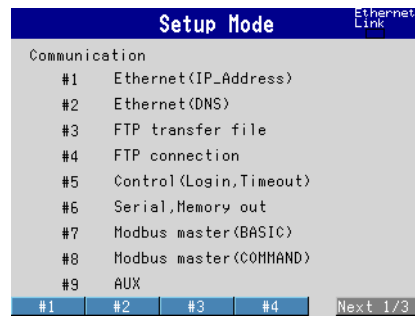 Setup Mode
Ethernet
Link
Communication
#1 Ethernet(IP_Address)
#2 Ethernet(DNS)
#3 FTP transfer file
#4 FTP connection
#5 Control(Login,Timeout)
#6 Serial,Memory out
#7 Modbus master(BASIC)
#8 Modbus master(COMMAND)
#9 AUX
#1 #2 #3 #4 Next 1/3